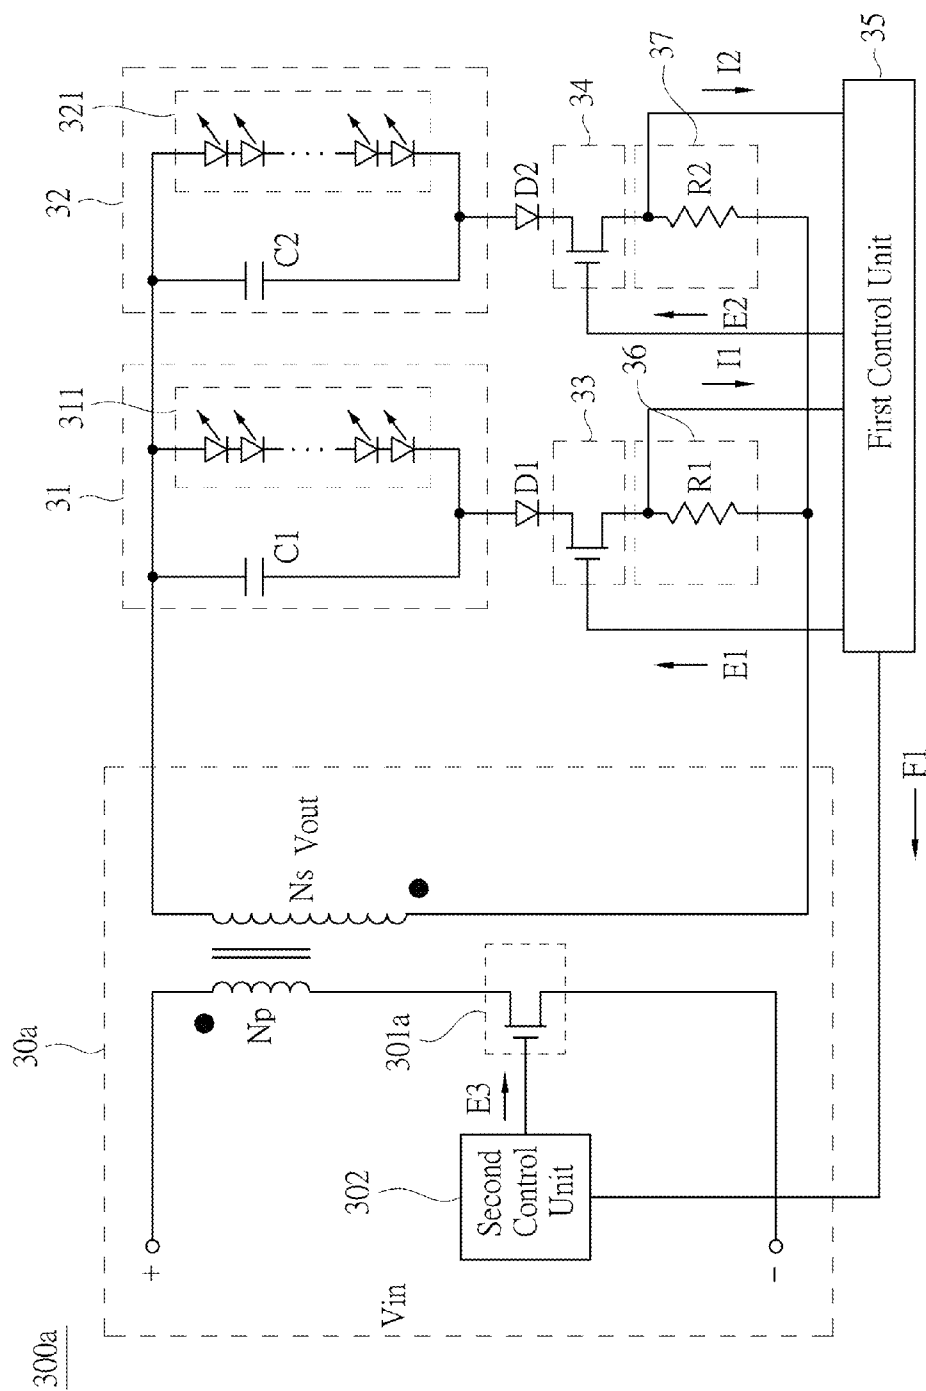 300a
30a
Vin
+
-
302
Second
Control
Unit
E3
301a
Np
Ns
Vout
F1
31
311
C1
D1
33
36
R1
E1
I1
32
321
C2
D2
34
37
R2
E2
I2
35
First Control Unit